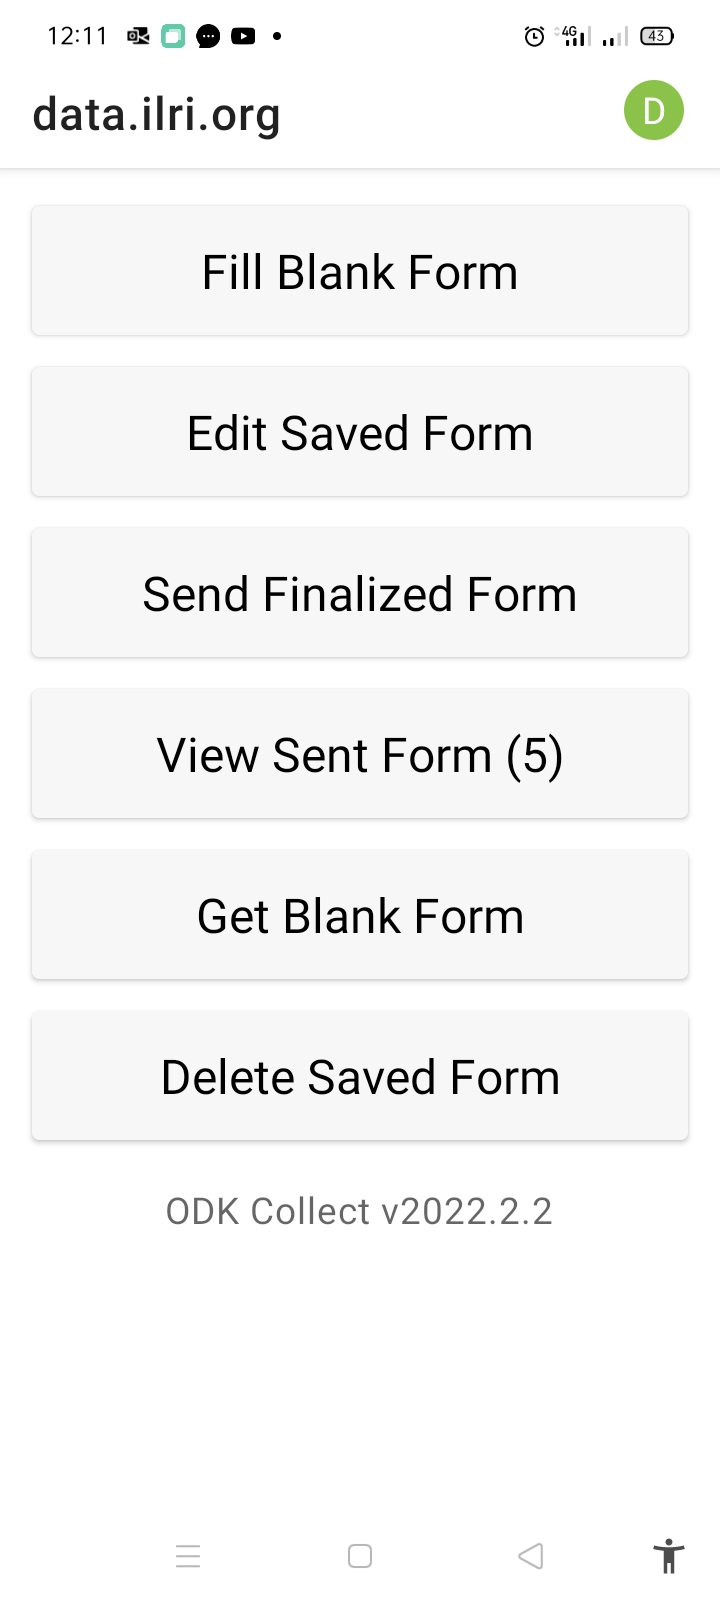 12:11
4G
43
data.ilri.org
D
Fill Blank Form
Edit Saved Form
Send Finalized Form
View Sent Form (5)
Get Blank Form
Delete Saved Form
ODK Collect v2022.2.2